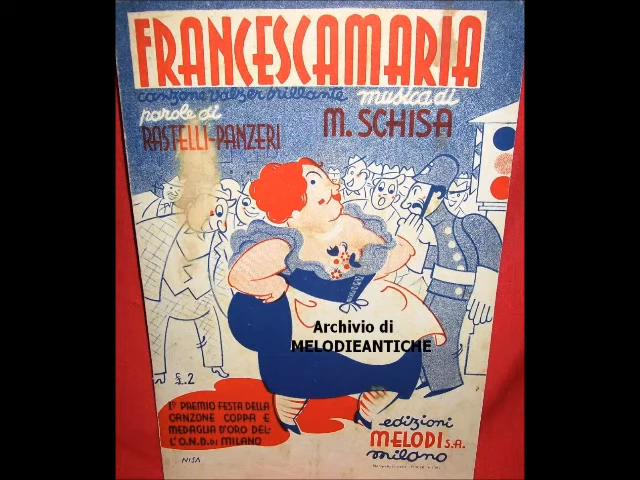 FRANCESCAMARIA
canzone valzer brillante
musica di
parole di
M. SCHISA
RASTELLI-PANZERI
Archivio di
MELODIEANTICHE
£.2
1º PREMIO FESTA DELLA
CANZONE COPPA E
MEDAGLIA D'ORO DEL-
L'O.N.D. DI MILANO
NISA
edizioni
MELODI S.A.
milano